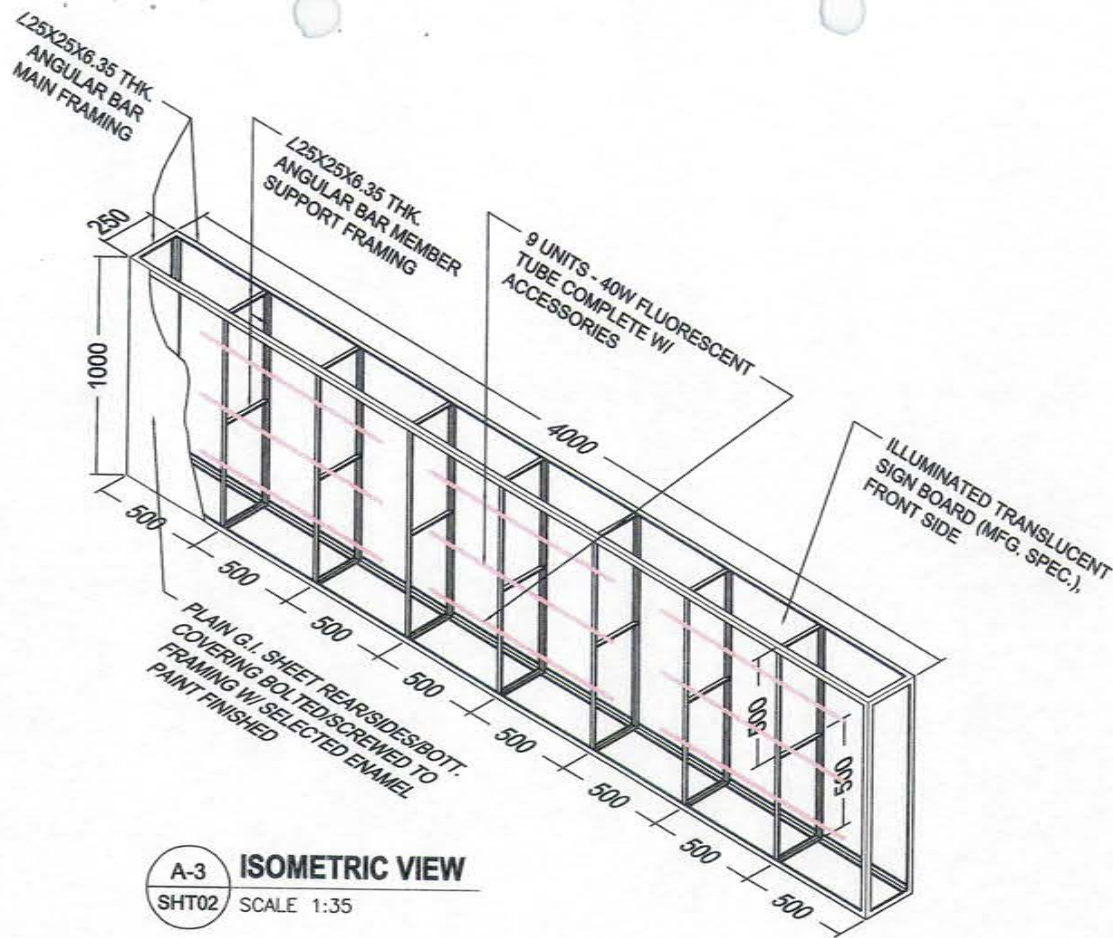 ∠25X25X6.35 THK.
ANGULAR BAR
MAIN FRAMING
∠25X25X6.35 THK.
ANGULAR BAR MEMBER
SUPPORT FRAMING
9 UNITS - 40W FLUORESCENT
TUBE COMPLETE W/
ACCESSORIES
250
1000
4000
ILLUMINATED TRANSLUCENT
SIGN BOARD (MFG. SPEC.),
FRONT SIDE
500
500
500
500
500
500
500
500
500
500
PLAIN G.I. SHEET REAR/SIDES/BOTT.
COVERING BOLTED/SCREWED TO
FRAMING W/ SELECTED ENAMEL
PAINT FINISHED
A-3
SHT02
ISOMETRIC VIEW
SCALE 1:35